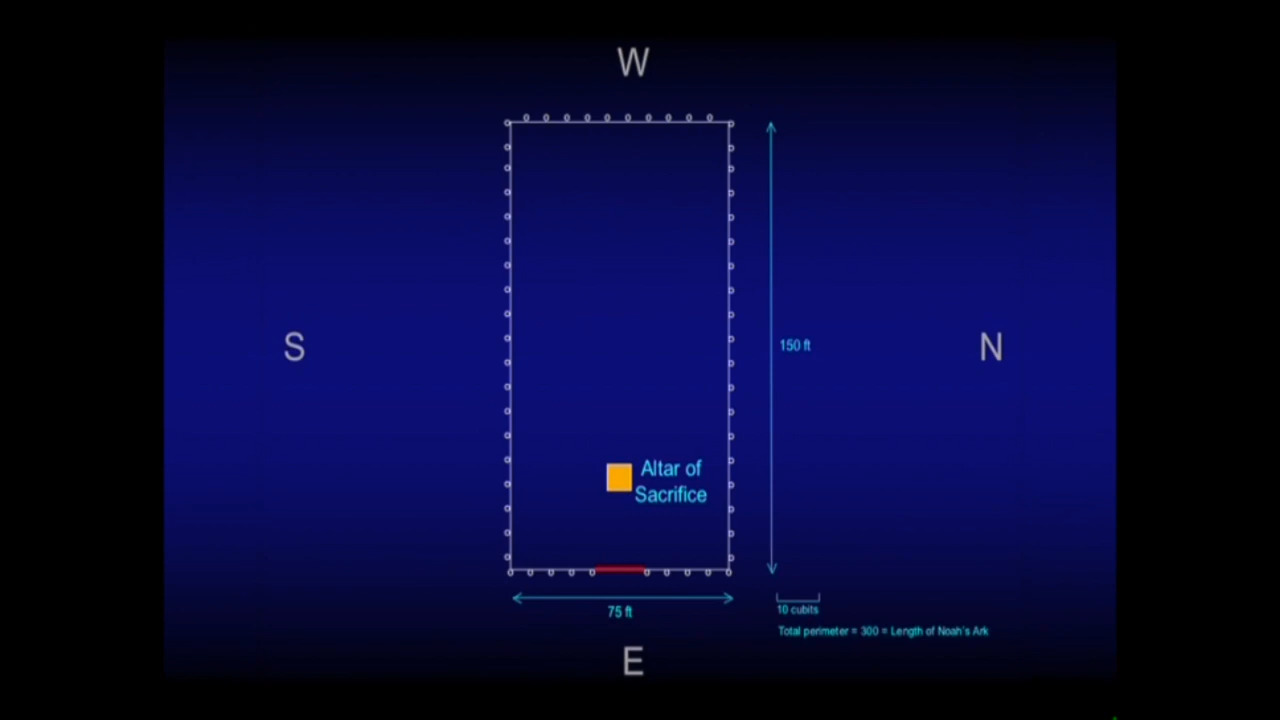 W
S
N
150 ft
Altar of
Sacrifice
75 ft
10 cubits
Total perimeter = 300 = Length of Noah's Ark
E